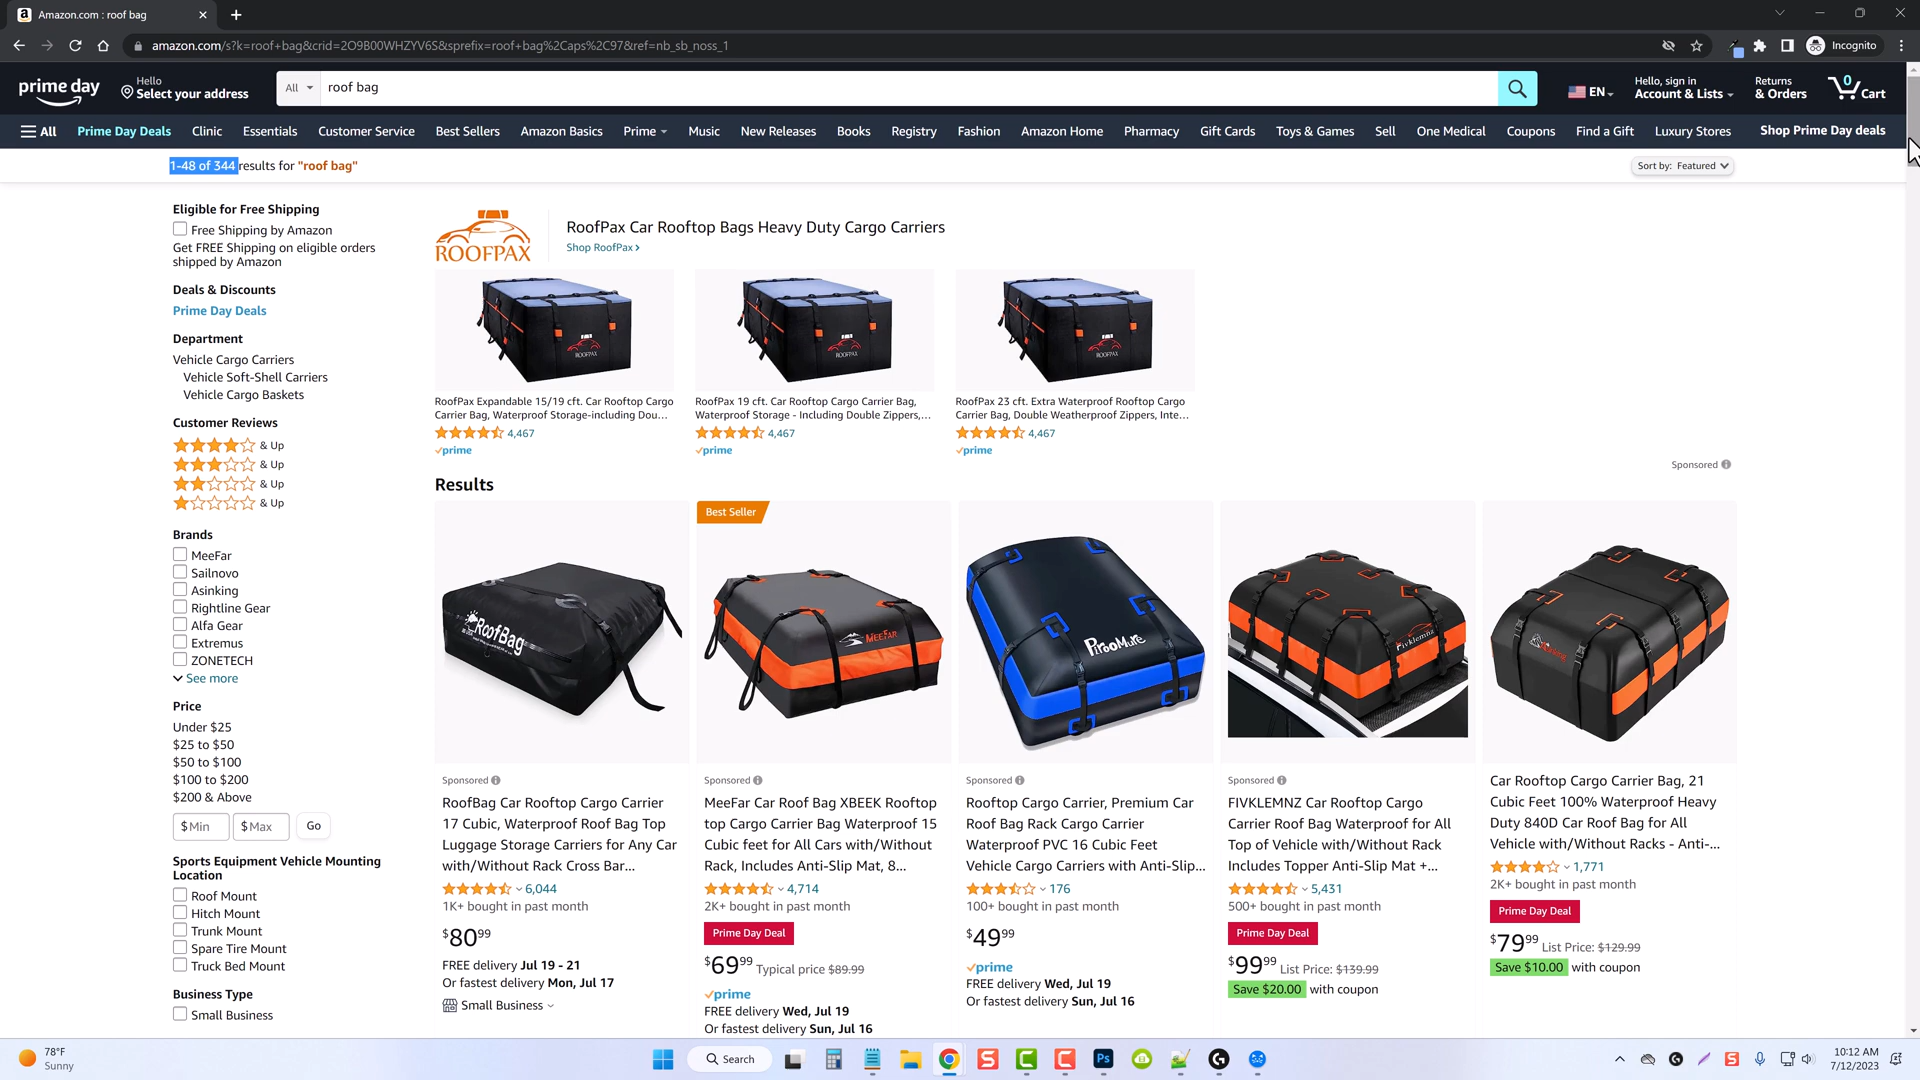 Amazon.com : roof bag
amazon.com/s?k=roof+bag&crid=2O9B00WHZYV6S&sprefix=roof+bag%2Caps%2C97&ref=nb_sb_noss_1
Incognito
prime day
Hello
Select your address
All
roof bag
EN
Hello, sign in
Account & Lists
Returns
& Orders
0
Cart
All
Prime Day Deals
Clinic
Essentials
Customer Service
Best Sellers
Amazon Basics
Prime
Music
New Releases
Books
Registry
Fashion
Amazon Home
Pharmacy
Gift Cards
Toys & Games
Sell
One Medical
Coupons
Find a Gift
Luxury Stores
Shop Prime Day deals
1-48 of 344 results for "roof bag"
Sort by: Featured
Eligible for Free Shipping
Free Shipping by Amazon
Get FREE Shipping on eligible orders
shipped by Amazon
Deals & Discounts
Prime Day Deals
Department
Vehicle Cargo Carriers
Vehicle Soft-Shell Carriers
Vehicle Cargo Baskets
Customer Reviews
& Up
& Up
& Up
& Up
Brands
MeeFar
Sailnovo
Asinking
Rightline Gear
Alfa Gear
Extremus
ZONETECH
See more
Price
Under $25
$25 to $50
$50 to $100
$100 to $200
$200 & Above
$ Min
$ Max
Go
Sports Equipment Vehicle Mounting
Location
Roof Mount
Hitch Mount
Trunk Mount
Spare Tire Mount
Truck Bed Mount
Business Type
Small Business
ROOFPAX
RoofPax Car Rooftop Bags Heavy Duty Cargo Carriers
Shop RoofPax ›
ROOFPAX
ROOFPAX
ROOFPAX
RoofPax Expandable 15/19 cft. Car Rooftop Cargo
Carrier Bag, Waterproof Storage-including Dou...
4,467
prime
RoofPax 19 cft. Car Rooftop Cargo Carrier Bag,
Waterproof Storage - Including Double Zippers,...
4,467
prime
RoofPax 23 cft. Extra Waterproof Rooftop Cargo
Carrier Bag, Double Weatherproof Zippers, Inte...
4,467
prime
Sponsored
Results
RoofBag
Sponsored
RoofBag Car Rooftop Cargo Carrier
17 Cubic, Waterproof Roof Bag Top
Luggage Storage Carriers for Any Car
with/Without Rack Cross Bar...
6,044
1K+ bought in past month
$80 99
FREE delivery Jul 19 - 21
Or fastest delivery Mon, Jul 17
Small Business
Best Seller
MEEFAR
Sponsored
MeeFar Car Roof Bag XBEEK Rooftop
top Cargo Carrier Bag Waterproof 15
Cubic feet for All Cars with/Without
Rack, Includes Anti-Slip Mat, 8...
4,714
2K+ bought in past month
Prime Day Deal
$69 99 Typical price $89.99
prime
FREE delivery Wed, Jul 19
Or fastest delivery Sun, Jul 16
PiRooMuRe
Sponsored
Rooftop Cargo Carrier, Premium Car
Roof Bag Rack Cargo Carrier
Waterproof PVC 16 Cubic Feet
Vehicle Cargo Carriers with Anti-Slip...
176
100+ bought in past month
$49 99
prime
FREE delivery Wed, Jul 19
Or fastest delivery Sun, Jul 16
Fivklemnz
Sponsored
FIVKLEMNZ Car Rooftop Cargo
Carrier Roof Bag Waterproof for All
Top of Vehicle with/Without Rack
Includes Topper Anti-Slip Mat +...
5,431
500+ bought in past month
Prime Day Deal
$99 99 List Price: $139.99
Save $20.00 with coupon
Asinking
Car Rooftop Cargo Carrier Bag, 21
Cubic Feet 100% Waterproof Heavy
Duty 840D Car Roof Bag for All
Vehicle with/Without Racks - Anti-...
1,771
2K+ bought in past month
Prime Day Deal
$79 99 List Price: $129.99
Save $10.00 with coupon
78°F
Sunny
Search
10:12 AM
7/12/2023